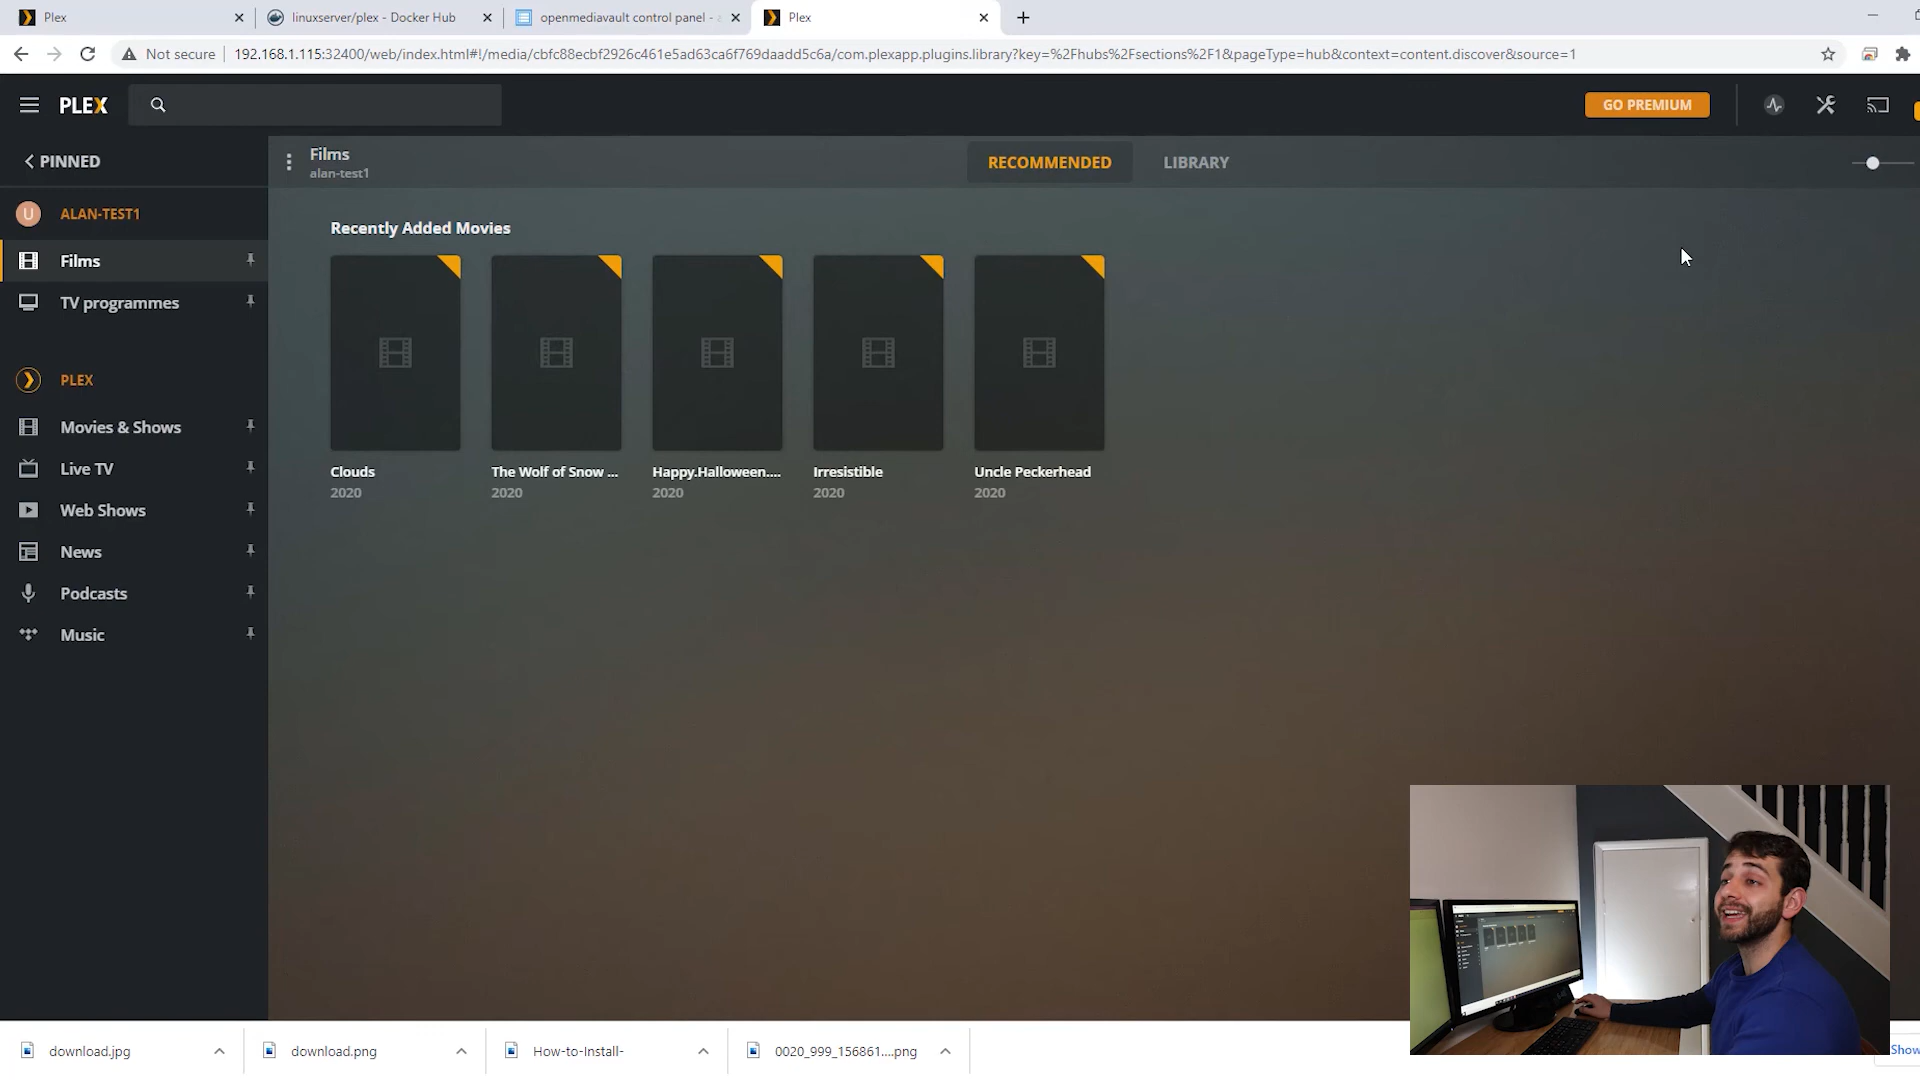 Plex
linuxserver/plex - Docker Hub
openmediavault control panel -
Plex
Not secure
192.168.1.115:32400/web/index.html#!/media/cbfc88ecbf2926c461e5ad63ca6f769daadd5c6a/com.plexapp.plugins.library?key=%2Fhubs%2Fsections%2F1&pageType=hub&context=content.discover&source=1
PLEX
GO PREMIUM
PINNED
Films
alan-test1
RECOMMENDED
LIBRARY
U
ALAN-TEST1
Films
TV programmes
PLEX
Movies & Shows
Live TV
Web Shows
News
Podcasts
Music
Recently Added Movies
Clouds
2020
The Wolf of Snow ...
2020
Happy.Halloween....
2020
Irresistible
2020
Uncle Peckerhead
2020
download.jpg
download.png
How-to-Install-
0020_999_156861....png
Show